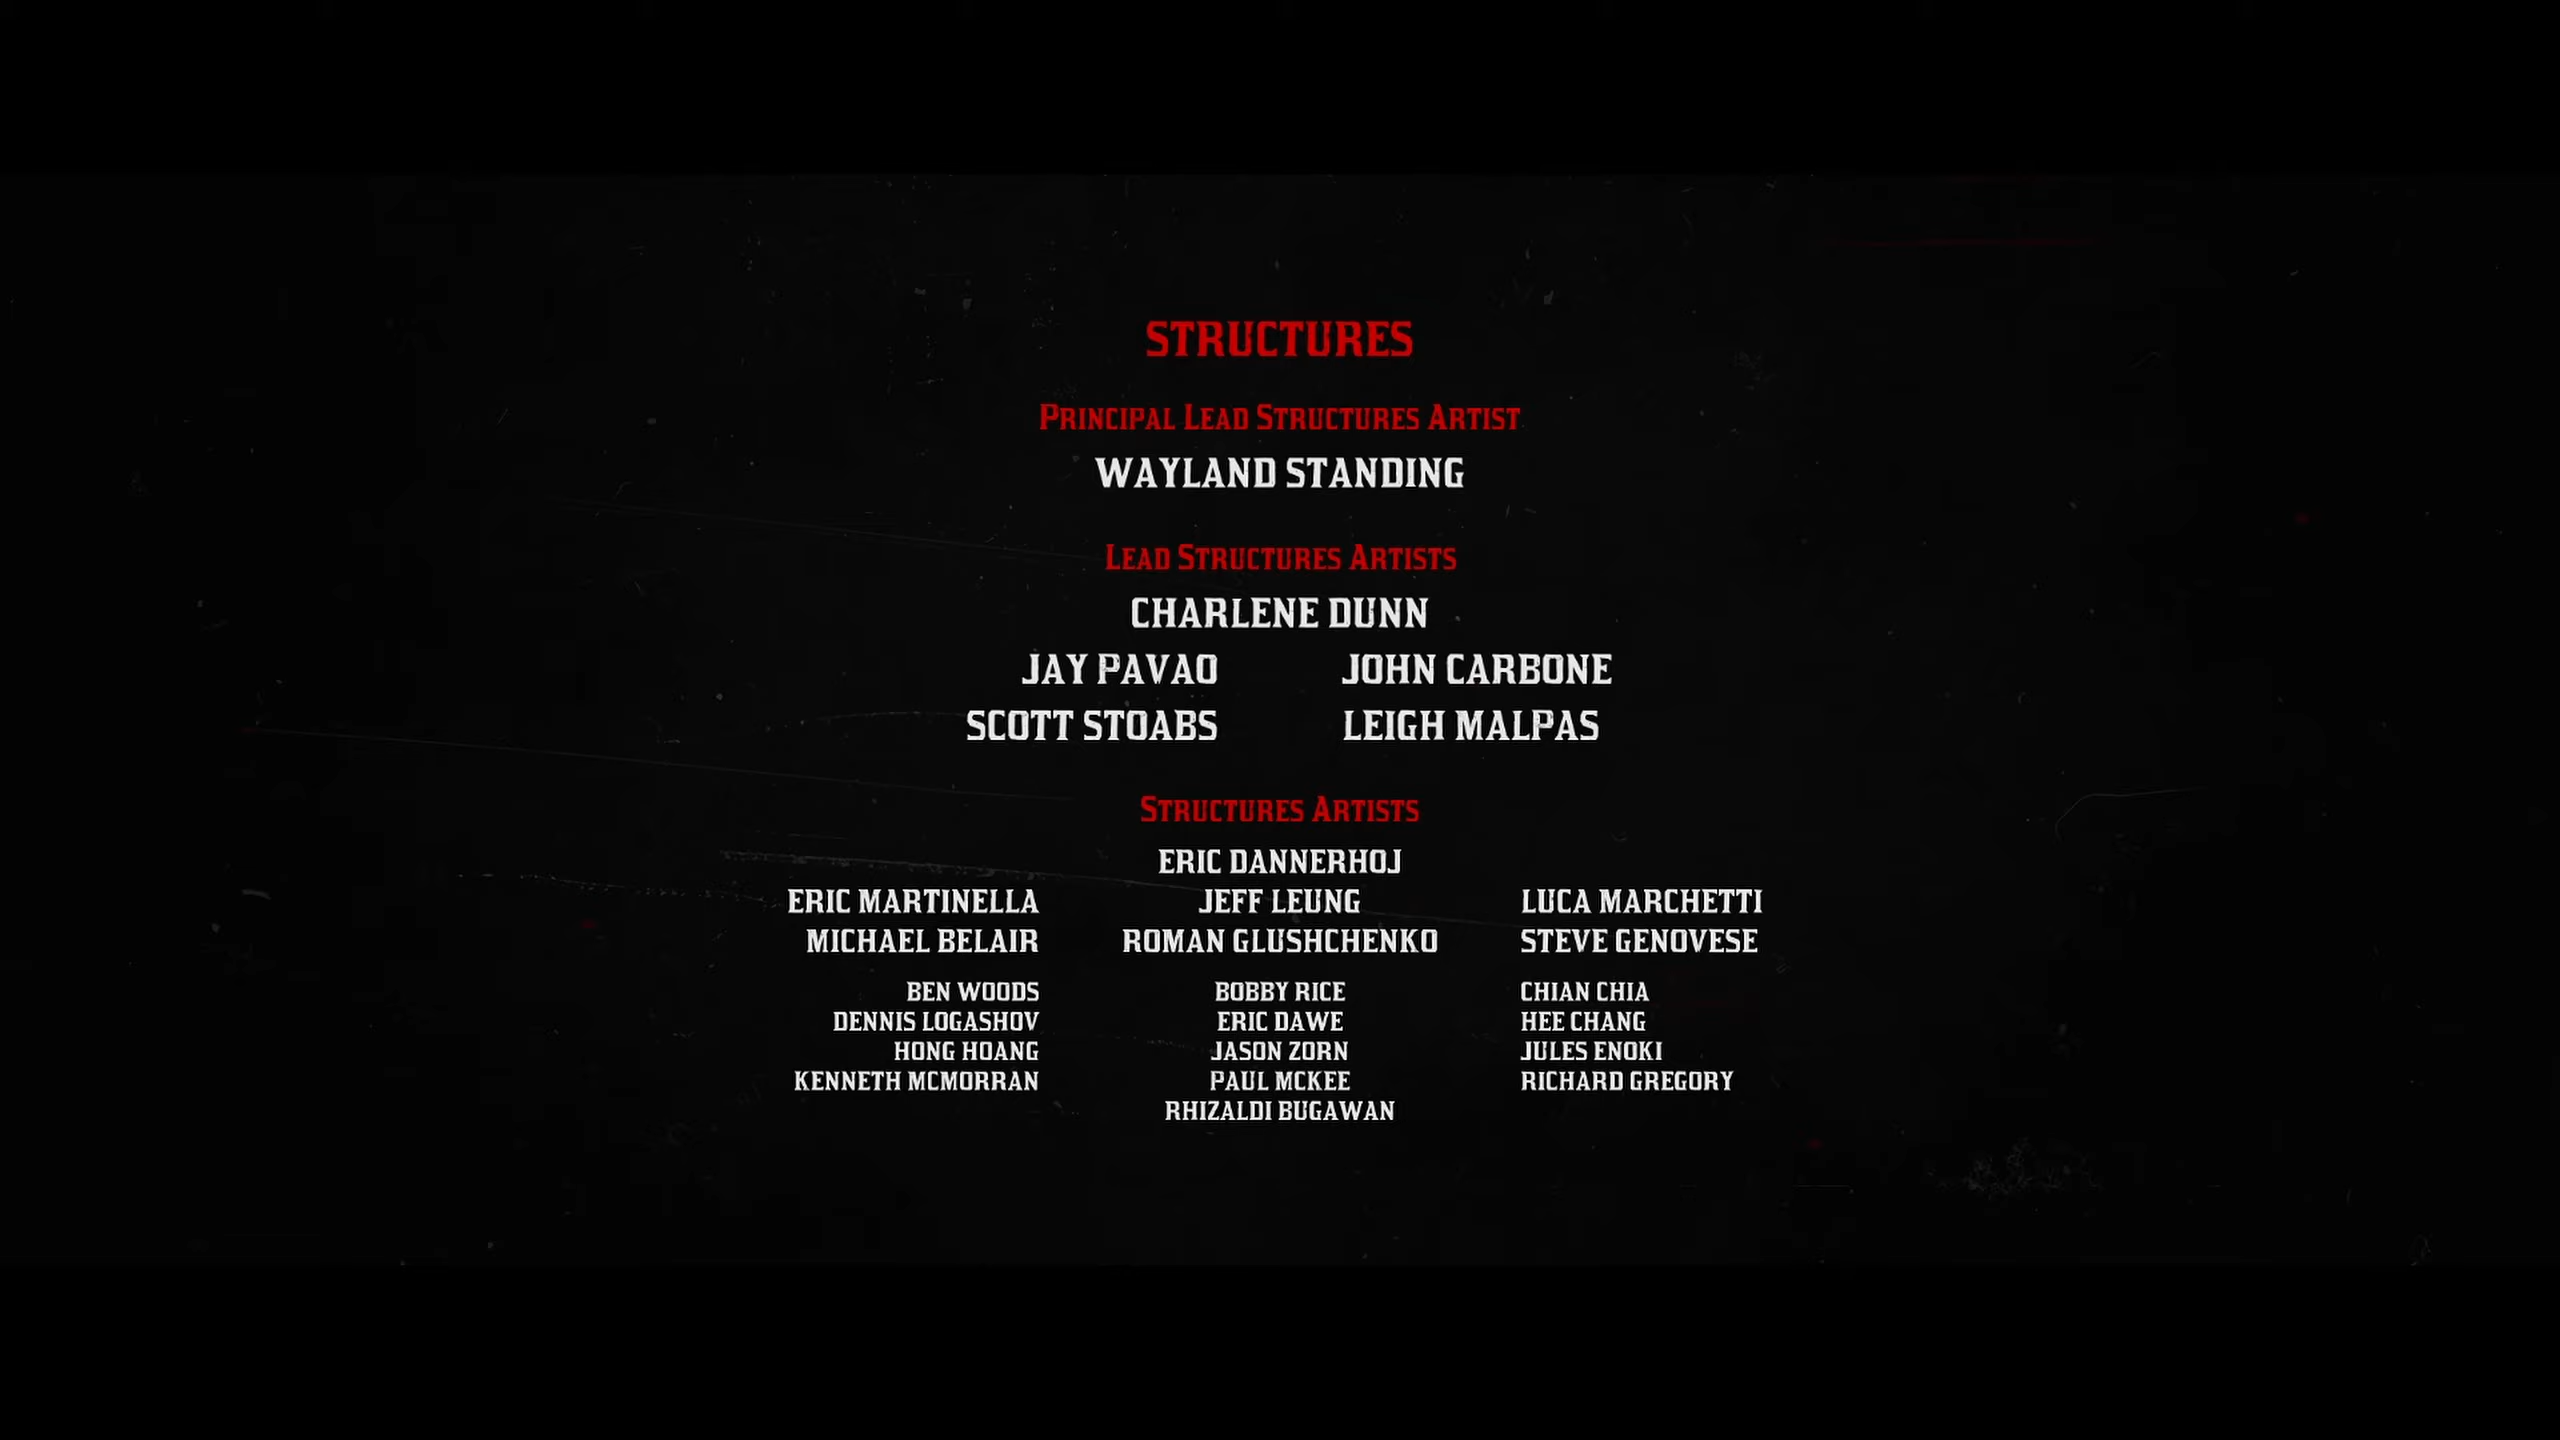 STRUCTURES
PRINCIPAL LEAD STRUCTURES ARTIST
WAYLAND STANDING
LEAD STRUCTURES ARTISTS
CHARLENE DUNN
JAY PAVAO JOHN CARBONE
SCOTT STOABS LEIGH MALPAS
STRUCTURES ARTISTS
ERIC DANNERHOJ
ERIC MARTINELLA JEFF LEUNG LUCA MARCHETTI
MICHAEL BELAIR ROMAN GLUSHCHENKO STEVE GENOVESE
BEN WOODS BOBBY RICE CHIAN CHIA
DENNIS LOGASHOV ERIC DAWE HEE CHANG
HONG HOANG JASON ZORN JULES ENOKI
KENNETH MCMORRAN PAUL MCKEE RICHARD GREGORY
RHIZALDI BUGAWAN